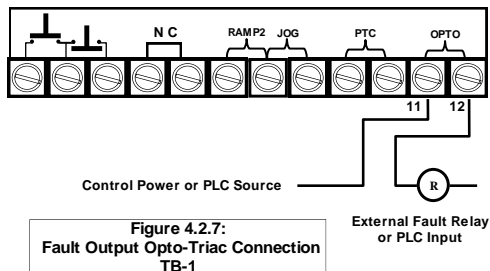 N C
RAMP2 JOG PTC OPTO
11 12
Control Power or PLC Source
R
External Fault Relay
or PLC Input
Figure 4.2.7:
Fault Output Opto-Triac Connection
TB-1